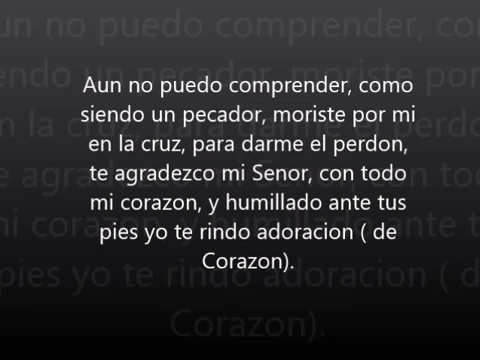 Aun no puedo comprender, como
siendo un pecador, moriste por mi
en la cruz, para darme el perdon,
te agradezco mi Senor, con todo
mi corazon, y humillado ante tus
pies yo te rindo adoracion ( de
Corazon).